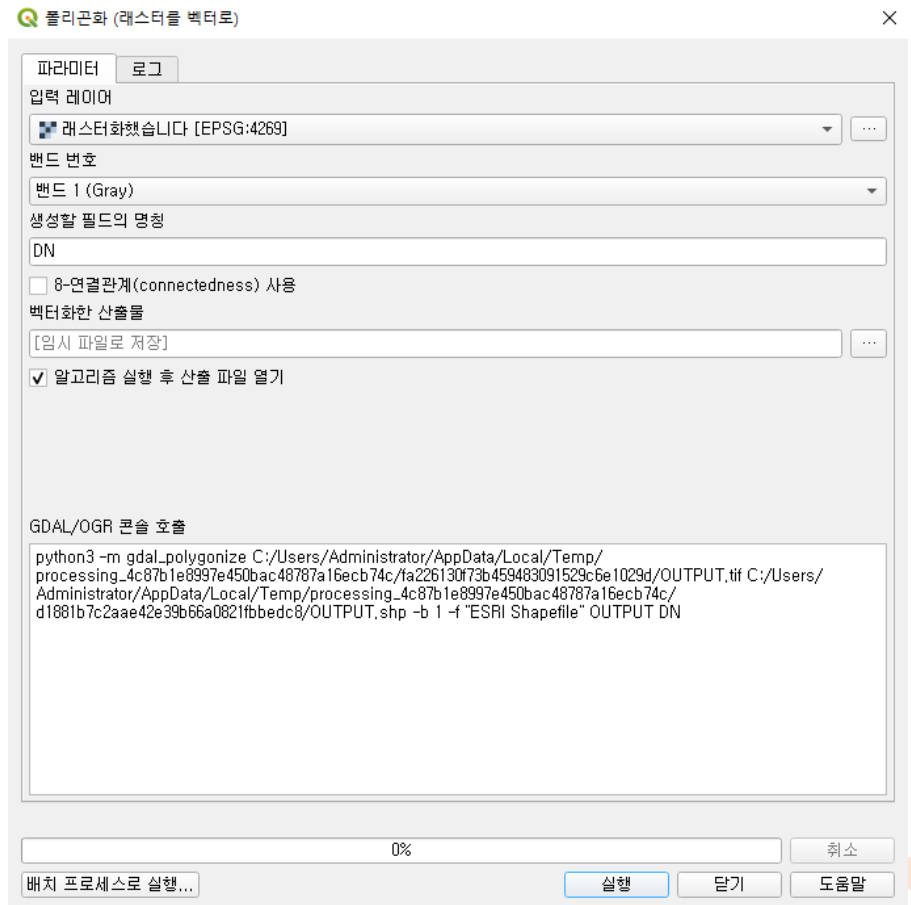 폴리곤화 (래스터를 벡터로)
파라미터 로그
입력 레이어
래스터화했습니다 [EPSG:4269]
...
밴드 번호
밴드 1 (Gray)
생성할 필드의 명칭
DN
8-연결관계(connectedness) 사용
벡터화한 산출물
[임시 파일로 저장]
...
알고리즘 실행 후 산출 파일 열기
GDAL/OGR 콘솔 호출
python3 -m gdal_polygonize C:/Users/Administrator/AppData/Local/Temp/
processing_4c87b1e8997e450bac48787a16ecb74c/fa226130f73b459483091529c6e1029d/OUTPUT.tif C:/Users/
Administrator/AppData/Local/Temp/processing_4c87b1e8997e450bac48787a16ecb74c/
d1881b7c2aae42e39b66a0821fbbedc8/OUTPUT.shp -b 1 -f "ESRI Shapefile" OUTPUT DN
0%
취소
배치 프로세스로 실행...
실행 닫기 도움말